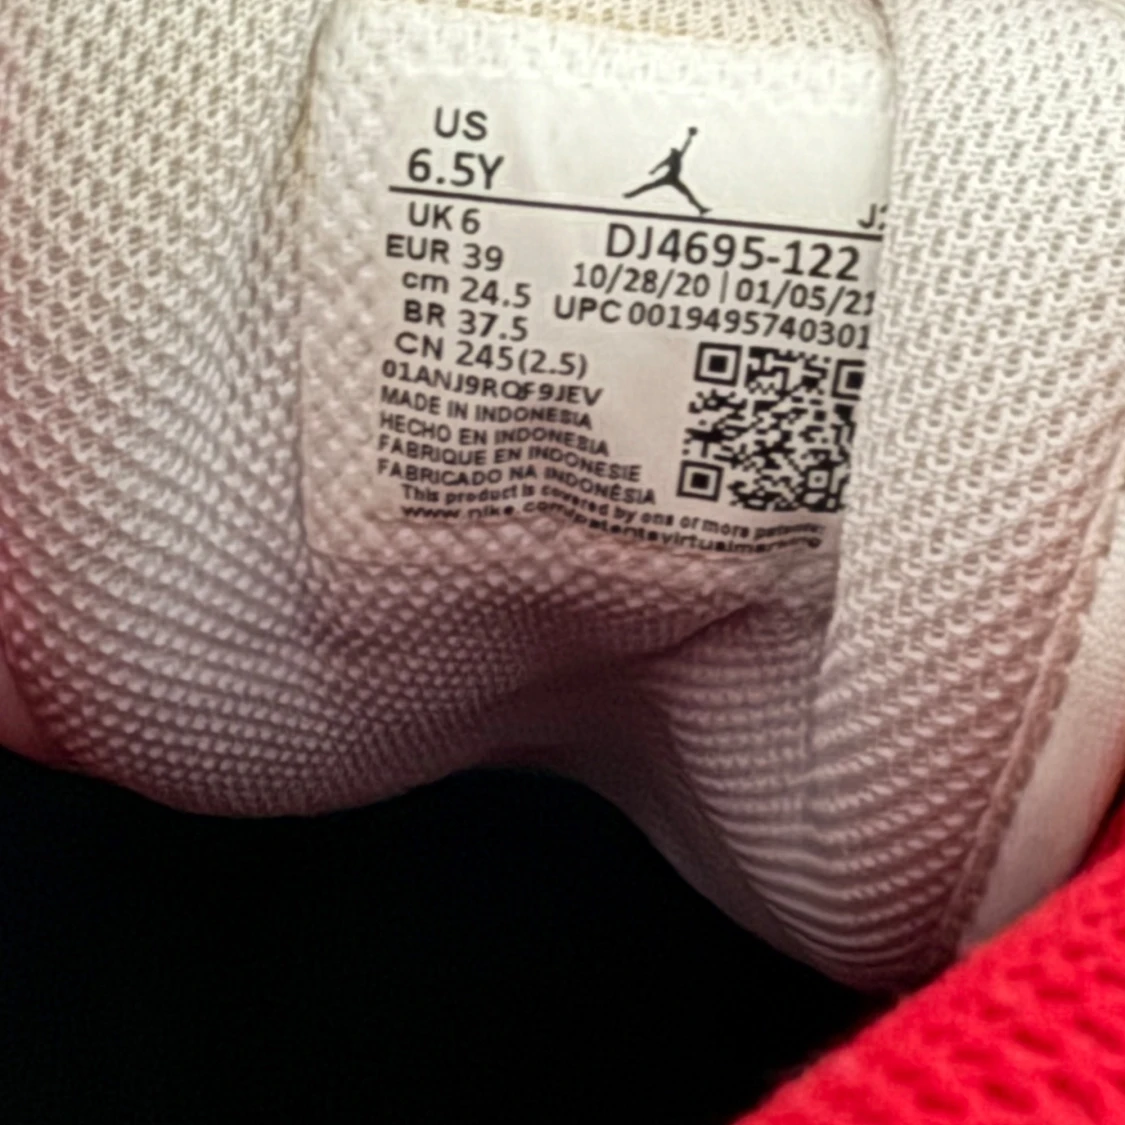 US
6.5Y
J
UK 6
EUR 39
cm 24.5
BR 37.5
CN 245(2.5)
DJ4695-122
10/28/20 | 01/05/21
UPC 0019495740301
01ANJ9RQF9JEV
MADE IN INDONESIA
HECHO EN INDONESIA
FABRIQUE EN INDONESIE
FABRICADO NA INDONÉSIA
This product is covered by one or more patents
www.nike.com/patentsvirtualmarking